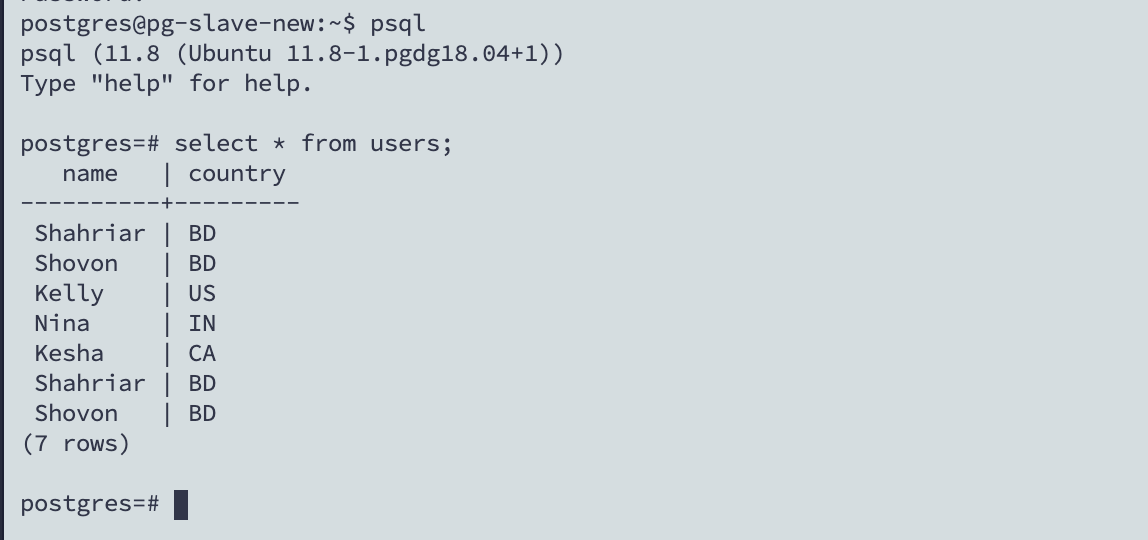 postgres@pg-slave-new:~$ psql
psql (11.8 (Ubuntu 11.8-1.pgdg18.04+1))
Type "help" for help.

postgres=# select * from users;
   name   | country
----------+---------
 Shahriar | BD
 Shovon   | BD
 Kelly    | US
 Nina     | IN
 Kesha    | CA
 Shahriar | BD
 Shovon   | BD
(7 rows)

postgres=#